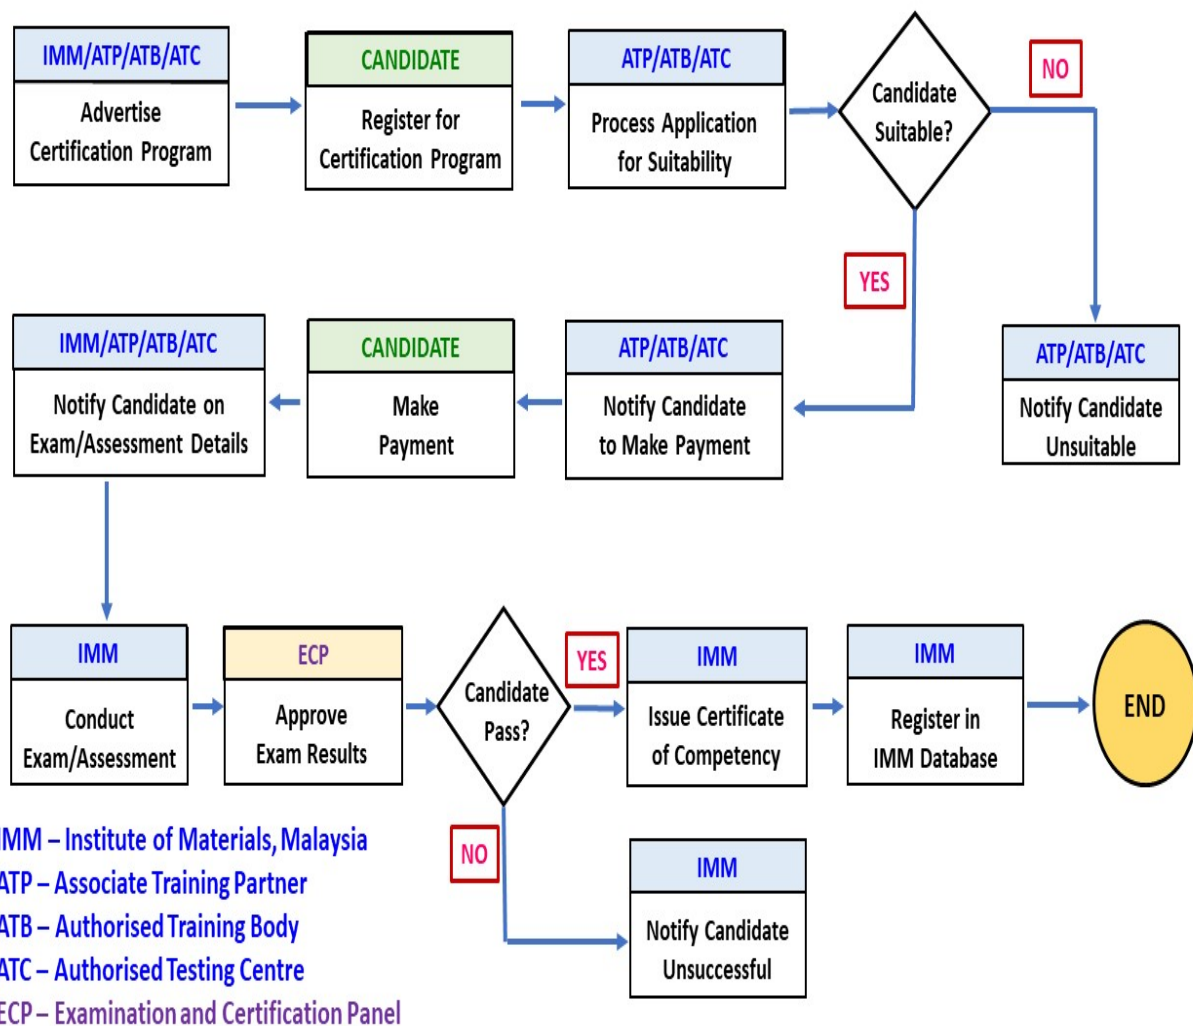 IMM/ATP/ATB/ATC
Advertise
Certification Program
CANDIDATE
Register for
Certification Program
ATP/ATB/ATC
Process Application
for Suitability
Candidate
Suitable?
NO
YES
ATP/ATB/ATC
Notify Candidate
Unsuitable
ATP/ATB/ATC
Notify Candidate
to Make Payment
CANDIDATE
Make
Payment
IMM/ATP/ATB/ATC
Notify Candidate on
Exam/Assessment Details
IMM
Conduct
Exam/Assessment
ECP
Approve
Exam Results
Candidate
Pass?
YES
IMM
Issue Certificate
of Competency
IMM
Register in
IMM Database
END
NO
IMM
Notify Candidate
Unsuccessful
IMM – Institute of Materials, Malaysia
ATP – Associate Training Partner
ATB – Authorised Training Body
ATC – Authorised Testing Centre
ECP – Examination and Certification Panel